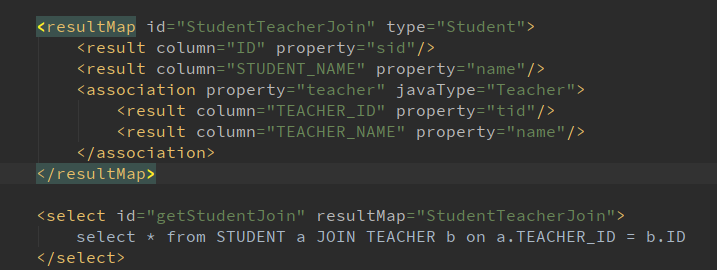 <resultMap id="StudentTeacherJoin" type="Student">
<result column="ID" property="sid"/>
<result column="STUDENT_NAME" property="name"/>
<association property="teacher" javaType="Teacher">
<result column="TEACHER_ID" property="tid"/>
<result column="TEACHER_NAME" property="name"/>
</association>
</resultMap>
<select id="getStudentJoin" resultMap="StudentTeacherJoin">
select * from STUDENT a JOIN TEACHER b on a.TEACHER_ID = b.ID
</select>